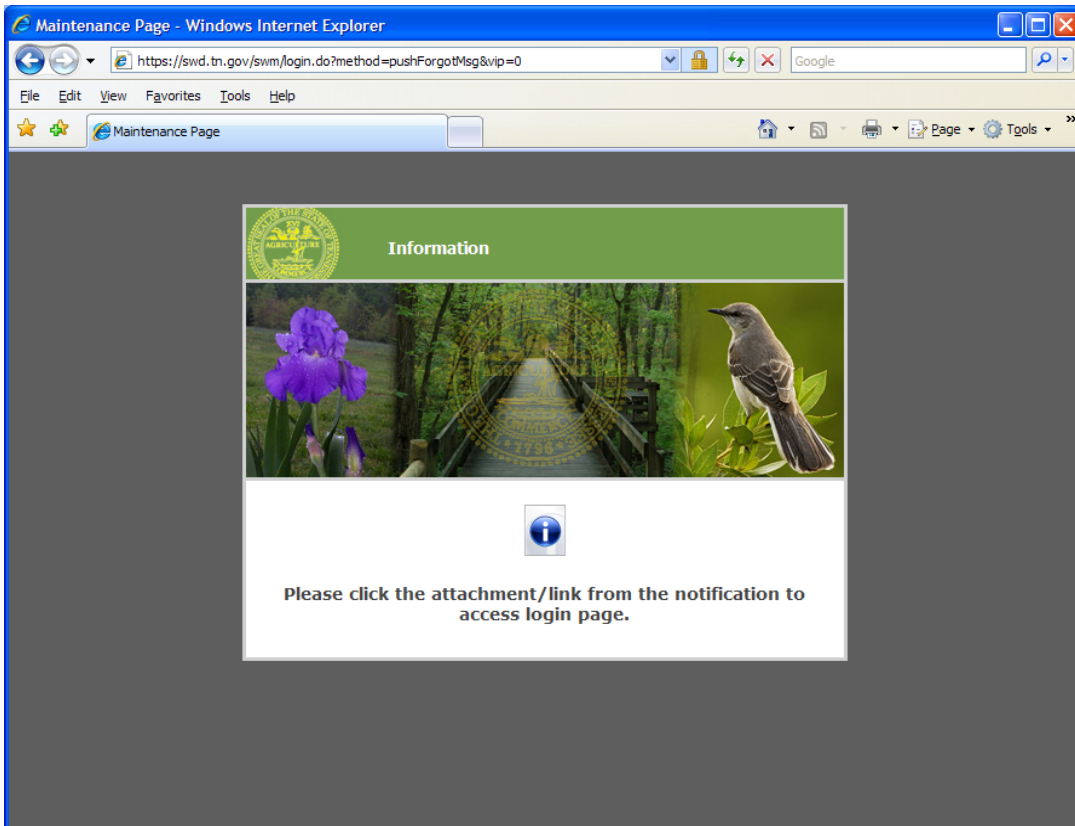 Maintenance Page - Windows Internet Explorer
https://swd.tn.gov/swm/login.do?method=pushForgotMsg&vip=0
Google
File Edit View Favorites Tools Help
Maintenance Page
Page Tools »
AGRICULTURE
Information
1796
Please click the attachment/link from the notification to
access login page.